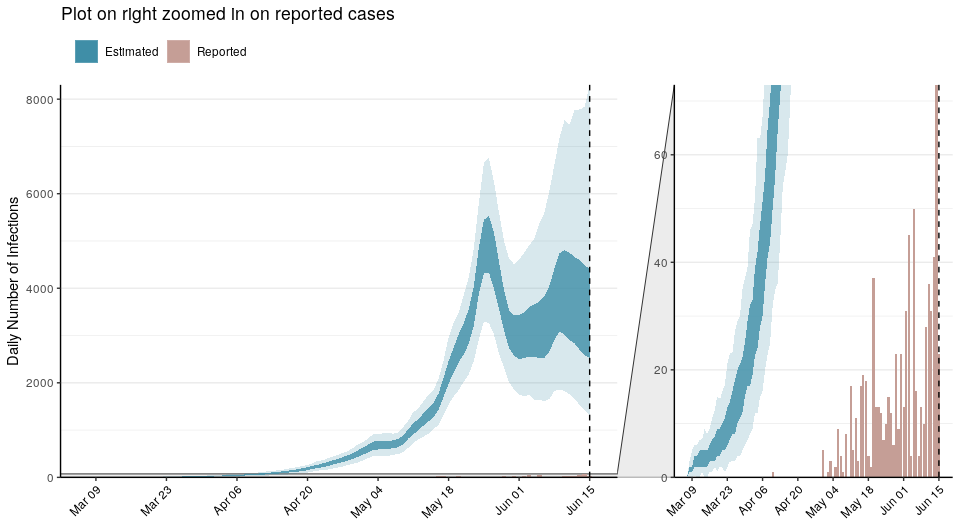 Plot on right zoomed in on reported cases
Estimated Reported
Daily Number of Infections
8000
6000
4000
2000
0
Mar 09 Mar 23 Apr 06 Apr 20 May 04 May 18 Jun 01 Jun 15
60
40
20
0
Mar 09 Mar 23 Apr 06 Apr 20 May 04 May 18 Jun 01 Jun 15